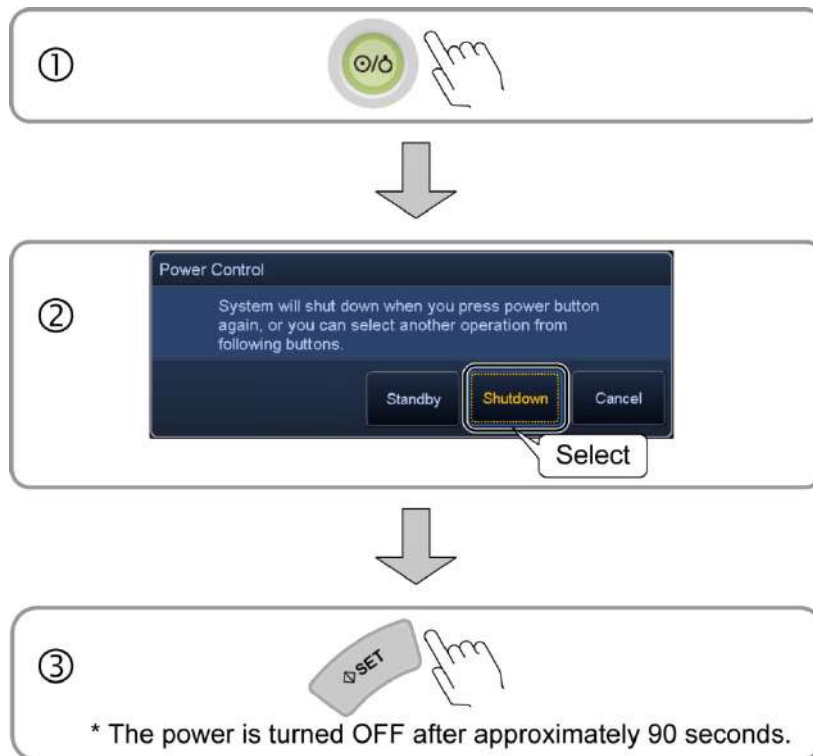 ①
②
Power Control
System will shut down when you press power button
again, or you can select another operation from
following buttons.
Standby
Shutdown
Cancel
Select
③
SET
* The power is turned OFF after approximately 90 seconds.